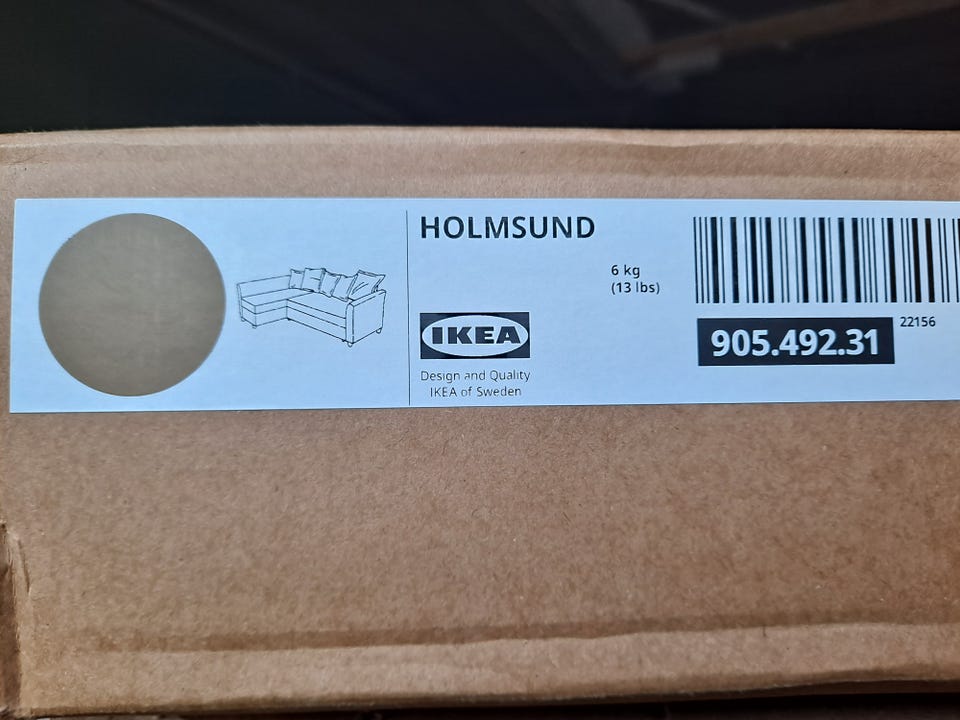 HOLMSUND
6 kg
(13 lbs)
IKEA
Design and Quality
IKEA of Sweden
22156
905.492.31